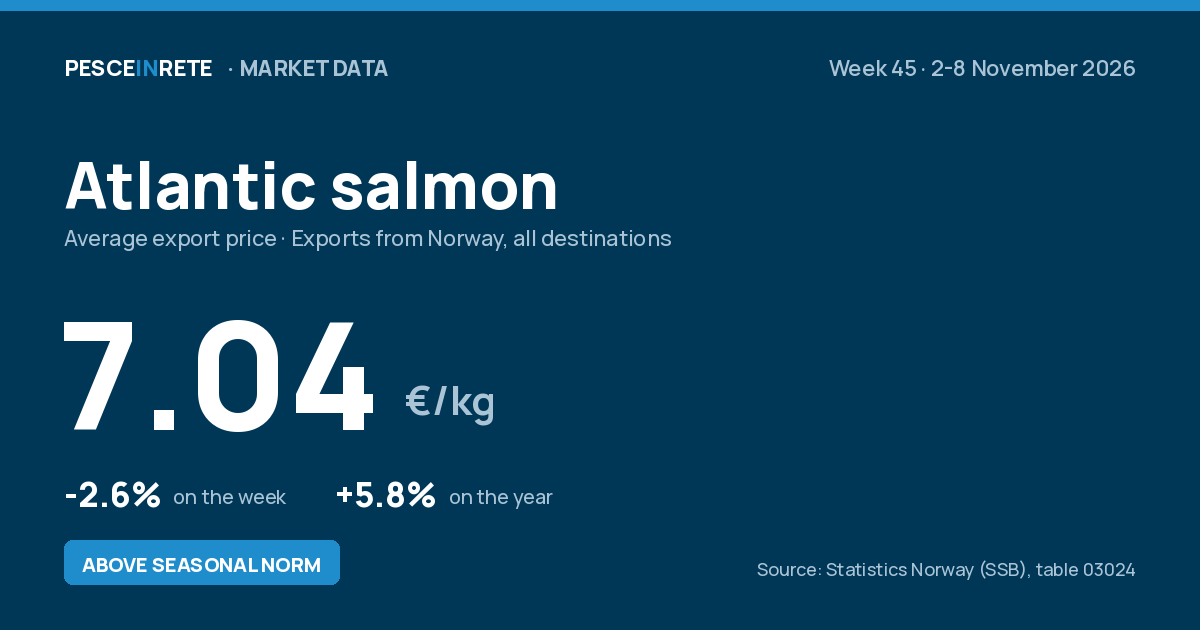 PESCEINRETE · MARKET DATA
Week 45 · 2-8 November 2026
Atlantic salmon
Average export price · Exports from Norway, all destinations
7.04 €/kg
-2.6% on the week +5.8% on the year
ABOVE SEASONAL NORM
Source: Statistics Norway (SSB), table 03024